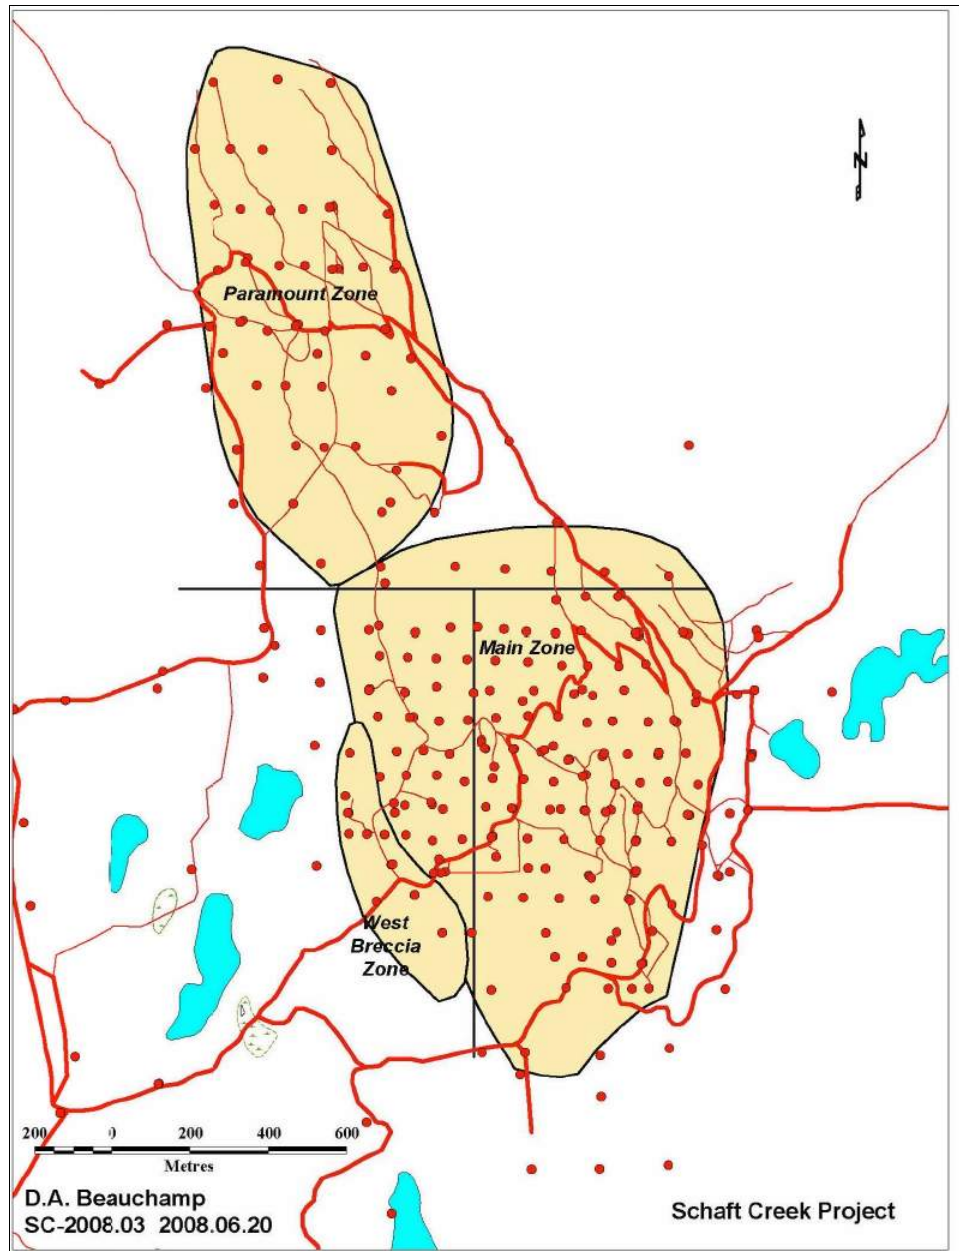 N
Paramount Zone
Main Zone
West
Breccia
Zone
200 0 200 400 600
Metres
D.A. Beauchamp
SC-2008.03 2008.06.20
Schaft Creek Project